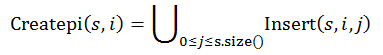 Createpi(s, i) = ⋃_{0≤j≤s.size()} Insert(s, i, j)